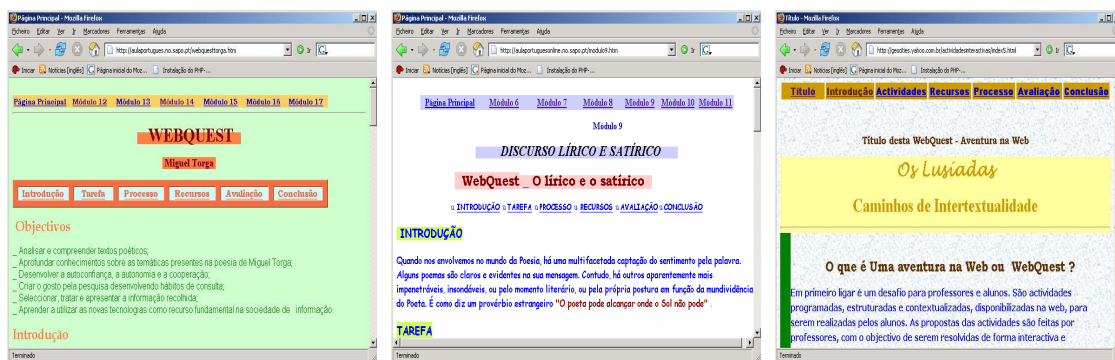 Página Principal - Mozilla Firefox
Ficheiro Editar Ver Ir Marcadores Ferramentas Ajuda
http://aulaportugues.no.sapo.pt/webquesttorga.htm
Ir
Iniciar Notícias [inglês] Página inicial do Moz... Instalação do PHP-...
Página Principal Módulo 12 Módulo 13 Módulo 14 Módulo 15 Módulo 16 Módulo 17
WEBQUEST
Miguel Torga
Introdução Tarefa Processo Recursos Avaliação Conclusão
Objectivos
_ Analisar e compreender textos poéticos;
_ Aprofundar conhecimentos sobre as temáticas presentes na poesia de Miguel Torga;
_ Desenvolver a autoconfiança, a autonomia e a cooperação;
_ Criar o gosto pela pesquisa desenvolvendo hábitos de consulta;
_ Seleccionar, tratar e apresentar a informação recolhida;
_ Aprender a utilizar as novas tecnologias como recurso fundamental na sociedade de informação
Introdução
Terminado
Página Principal - Mozilla Firefox
Ficheiro Editar Ver Ir Marcadores Ferramentas Ajuda
http://aulaportuguesonline.no.sapo.pt/modulo9.htm
Ir
Iniciar Notícias [inglês] Página inicial do Moz... Instalação do PHP-...
Página Principal Módulo 6 Módulo 7 Módulo 8 Módulo 9 Módulo 10 Módulo 11
Módulo 9
DISCURSO LÍRICO E SATÍRICO
WebQuest _ O lírico e o satírico
INTRODUÇÃO TAREFA PROCESSO RECURSOS AVALIAÇÃO CONCLUSÃO
INTRODUÇÃO
Quando nos envolvemos no mundo da Poesia, há uma multifacetada captação do sentimento pela palavra.
Alguns poemas são claros e evidentes na sua mensagem. Contudo, há outros aparentemente mais
impenetráveis, insondáveis, ou pelo momento literário, ou pela própria postura em função da mundividência
do Poeta. É como diz um provérbio estrangeiro "O poeta pode alcançar onde o Sol não pode" .
TAREFA
Terminado
Título - Mozilla Firefox
Ficheiro Editar Ver Ir Marcadores Ferramentas Ajuda
http://geocities.yahoo.com.br/actividadesinteractivas/index5.html
Ir
Iniciar Notícias [inglês] Página inicial do Moz... Instalação do PHP-...
Título Introdução Actividades Recursos Processo Avaliação Conclusão
Título desta WebQuest - Aventura na Web
Os Lusíadas
Caminhos de Intertextualidade
O que é Uma aventura na Web ou WebQuest ?
Em primeiro ligar é um desafio para professores e alunos. São actividades
programadas, estruturadas e contextualizadas, disponibilizadas na web, para
serem realizadas pelos alunos. As propostas das actividades são feitas por
professores, com o objectivo de serem resolvidas de forma interactiva e
Terminado